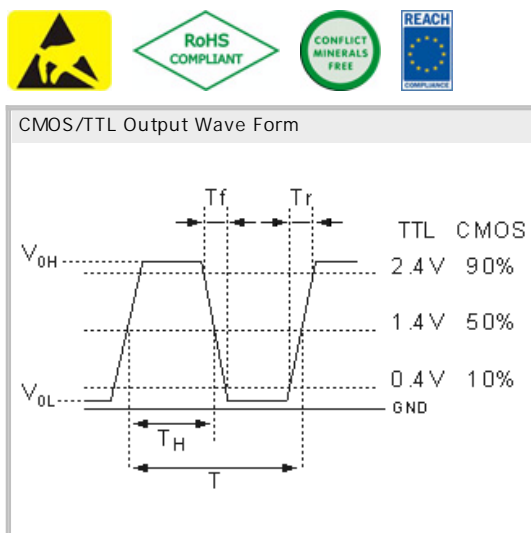 RoHS
COMPLIANT
CONFLICT
MINERALS
FREE
REACH
COMPLIANCE
CMOS/TTL Output Wave Form
Tf Tr
TTL CMOS
V0H 2.4V 90%
1.4V 50%
V0L 0.4V 10%
GND
TH
T